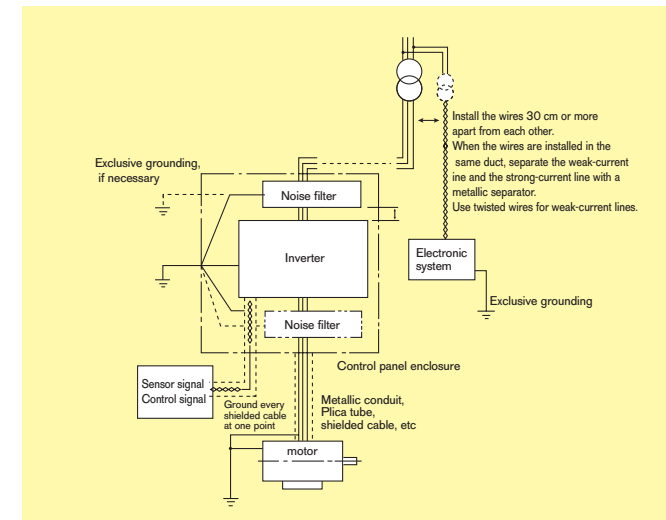 Install the wires 30 cm or more
apart from each other.
When the wires are installed in the
same duct, separate the weak-current
ine and the strong-current line with a
metallic separator.
Use twisted wires for weak-current lines.
Exclusive grounding,
if necessary
Noise filter
Inverter
Electronic
system
Exclusive grounding
Noise filter
Control panel enclosure
Sensor signal
Control signal
Ground every
shielded cable
at one point
Metallic conduit,
Plica tube,
shielded cable, etc
motor